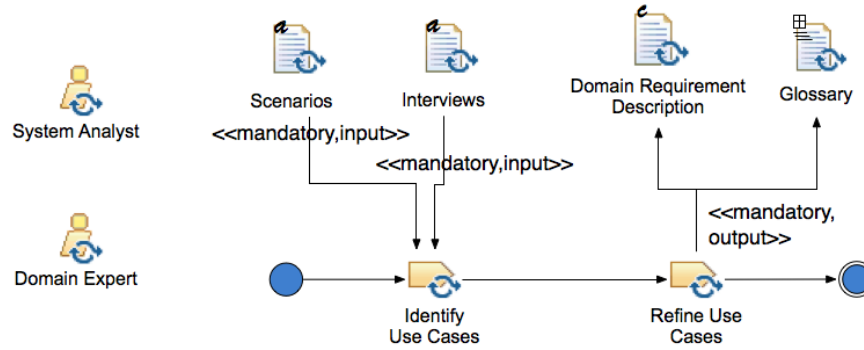 a
a
c
Scenarios
Interviews
Domain Requirement
Description
Glossary
System Analyst
<<mandatory,input>>
<<mandatory,input>>
<<mandatory,
output>>
Domain Expert
Identify
Use Cases
Refine Use
Cases